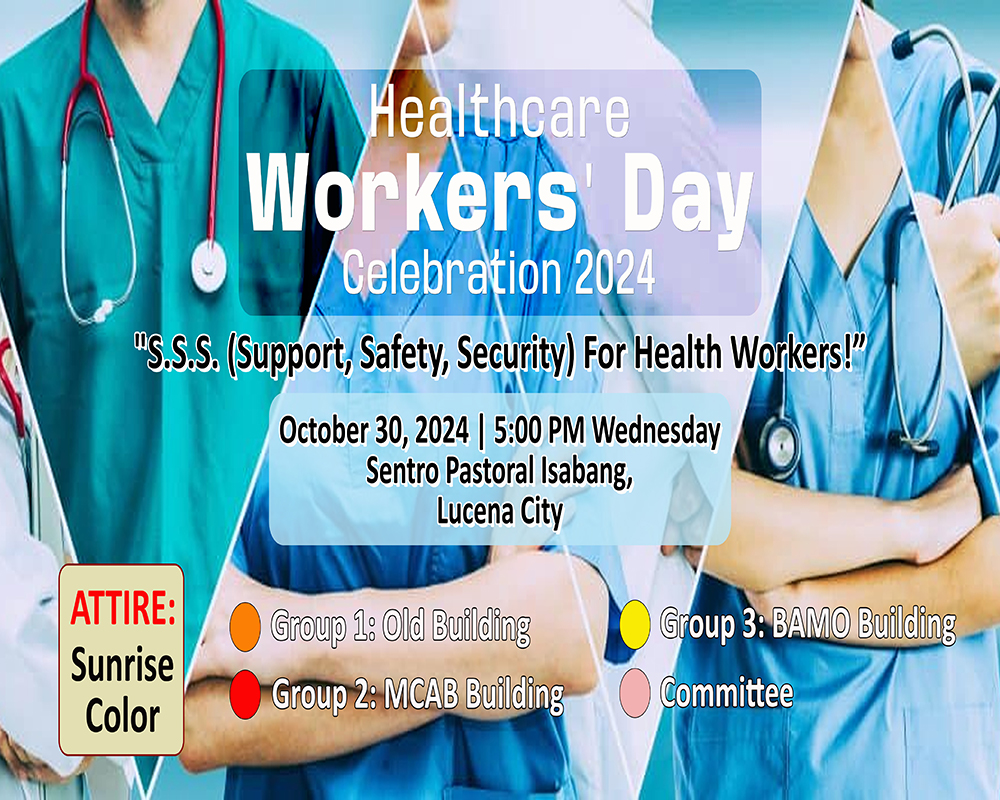 Healthcare
Workers' Day
Celebration 2024
"S.S.S. (Support, Safety, Security) For Health Workers!”
October 30, 2024 | 5:00 PM Wednesday
Sentro Pastoral Isabang,
Lucena City
ATTIRE:
Sunrise
Color
Group 1: Old Building
Group 2: MCAB Building
Group 3: BAMO Building
Committee